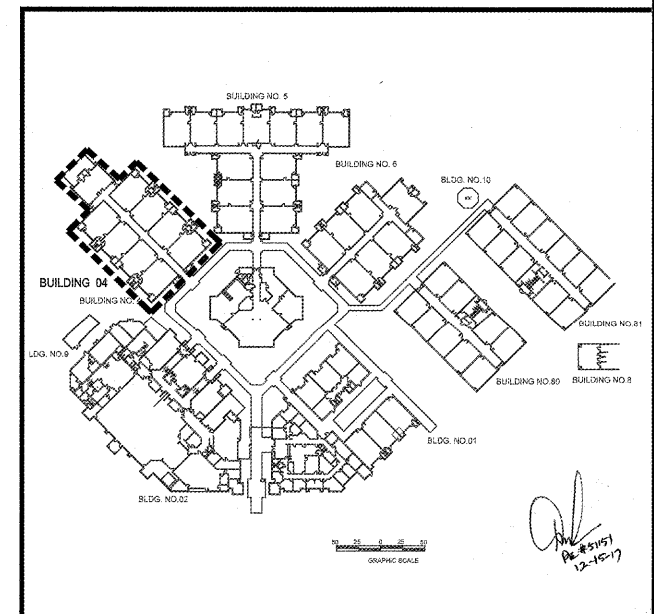 BUILDING NO. 5
BUILDING NO. 6
BLDG. NO.10
BUILDING 04
BUILDING NO.
LDG. NO.9
BUILDING NO.81
BUILDING NO.8
BUILDING NO.80
BLDG. NO.01
BLDG. NO.02
50 25 0 25 50
GRAPHIC SCALE
PE #51151
12-15-17